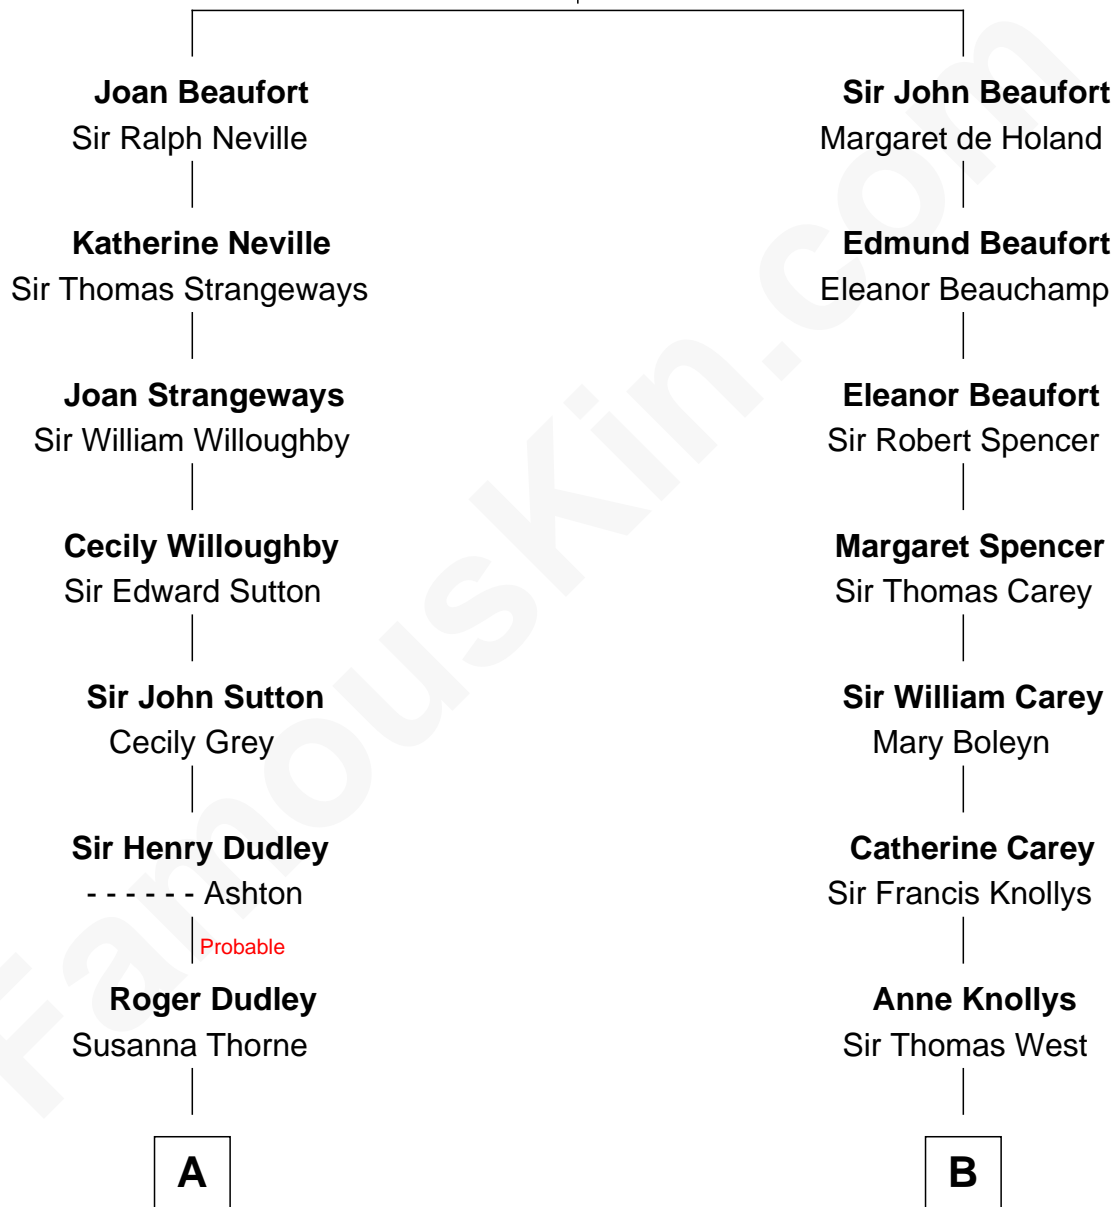 Joan Beaufort
Sir Ralph Neville
Katherine Neville
Sir Thomas Strangeways
Joan Strangeways
Sir William Willoughby
Cecily Willoughby
Sir Edward Sutton
Sir John Sutton
Cecily Grey
Sir Henry Dudley
- - - - - - Ashton
Probable
Roger Dudley
Susanna Thorne
A
Sir John Beaufort
Margaret de Holand
Edmund Beaufort
Eleanor Beauchamp
Eleanor Beaufort
Sir Robert Spencer
Margaret Spencer
Sir Thomas Carey
Sir William Carey
Mary Boleyn
Catherine Carey
Sir Francis Knollys
Anne Knollys
Sir Thomas West
B
FamousKin.com